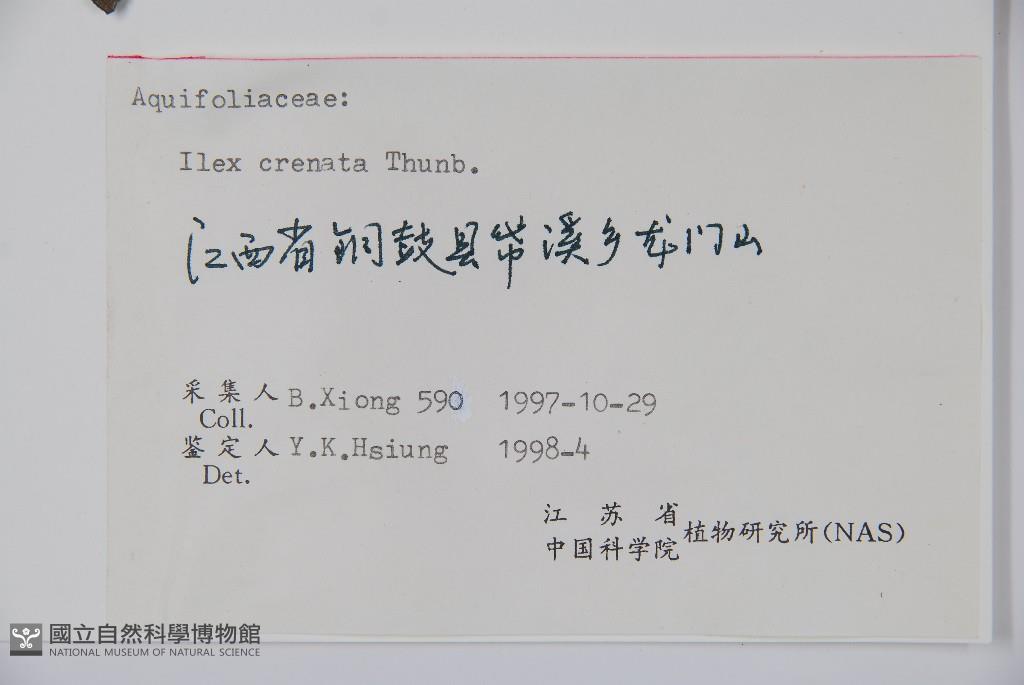 Aquifoliaceae:
Ilex crenata Thunb.
江西省铜鼓县带溪乡龙门山
采集人 B.Xiong 590 1997-10-29
Coll.
鉴定人 Y.K.Hsiung 1998-4
Det.
江苏省
中国科学院 植物研究所(NAS)
國立自然科學博物館
NATIONAL MUSEUM OF NATURAL SCIENCE